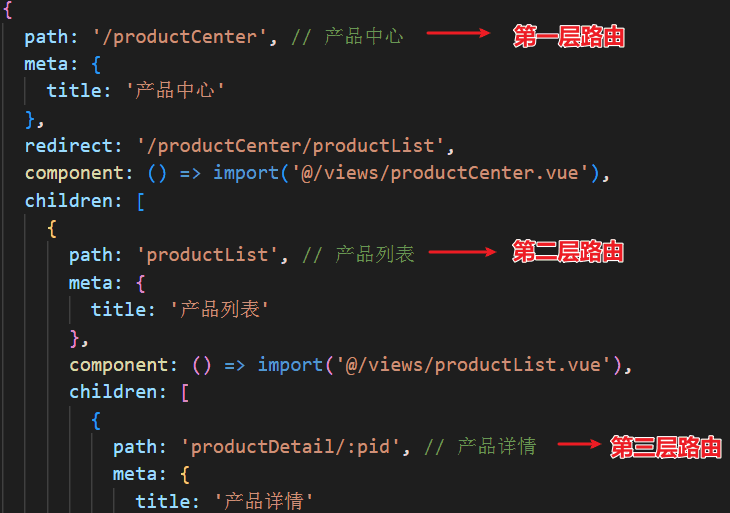 {
path: '/productCenter', // 产品中心 第一层路由
meta: {
title: '产品中心'
},
redirect: '/productCenter/productList',
component: () => import('@/views/productCenter.vue'),
children: [
{
path: 'productList', // 产品列表 第二层路由
meta: {
title: '产品列表'
},
component: () => import('@/views/productList.vue'),
children: [
{
path: 'productDetail/:pid', // 产品详情 第三层路由
meta: {
title: '产品详情'